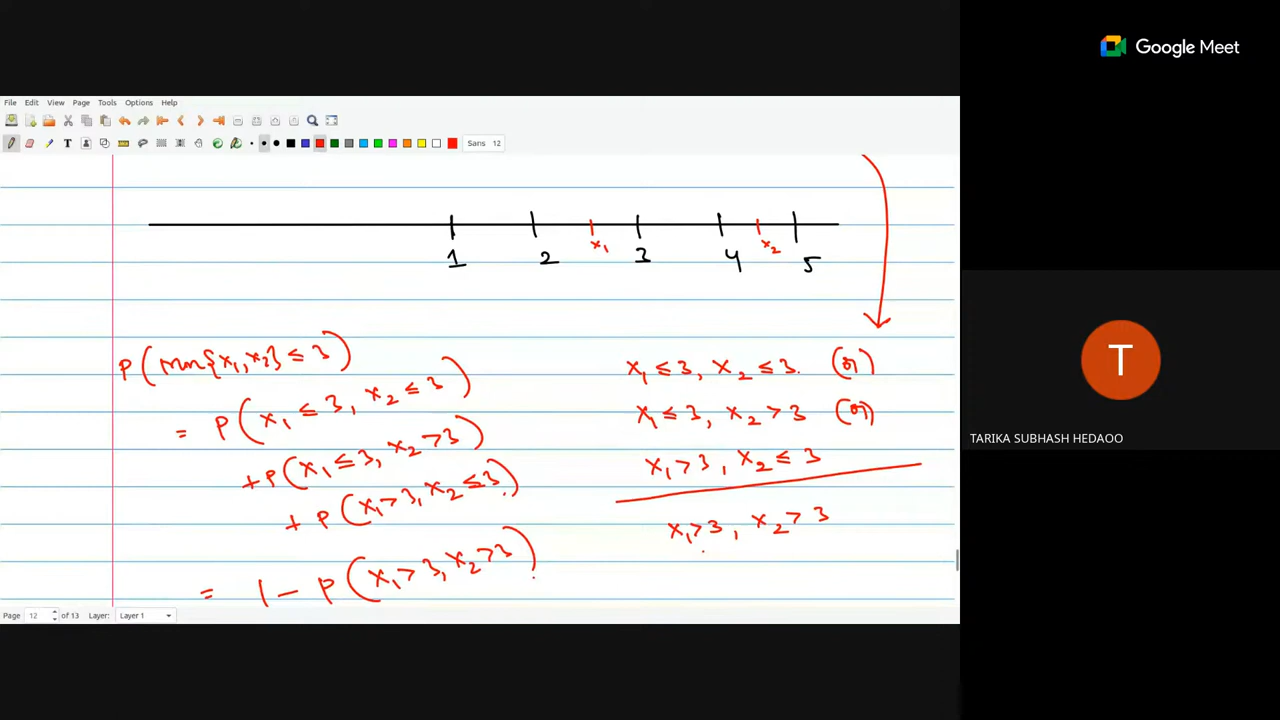 Google Meet
File Edit View Page Tools Options Help
Sans 12
x₁ x₂
1 2 3 4 5
P(min{x₁, x₂} ≤ 3)
= P(x₁ ≤ 3, x₂ ≤ 3)
+ P(x₁ ≤ 3, x₂ > 3)
+ P(x₁ > 3, x₂ ≤ 3).
= 1 - P(x₁ > 3, x₂ > 3).
x₁ ≤ 3, x₂ ≤ 3. (or)
x₁ ≤ 3, x₂ > 3 (or)
x₁ > 3, x₂ ≤ 3
x₁ > 3, x₂ > 3
T
TARIKA SUBHASH HEDAOO
Page 12 of 13 Layer: Layer 1